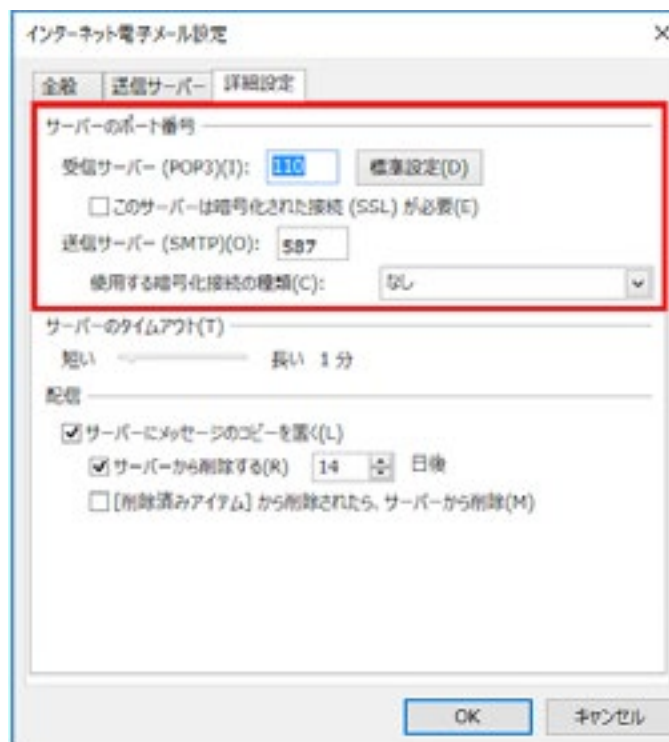 インターネット電子メール設定
全般 送信サーバー 詳細設定
サーバーのポート番号
受信サーバー (POP3)(I): 110 標準設定(D)
このサーバーは暗号化された接続 (SSL) が必要(E)
送信サーバー (SMTP)(O): 587
使用する暗号化接続の種類(C): なし
サーバーのタイムアウト(T)
短い 長い 1 分
配信
サーバーにメッセージのコピーを置く(L)
サーバーから削除する(R) 14 日後
[削除済みアイテム] から削除されたら、サーバーから削除(M)
OK キャンセル